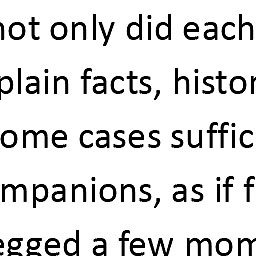 not only did each
plain facts, histor
ome cases suffic
mpanions, as if f
egged a few mom